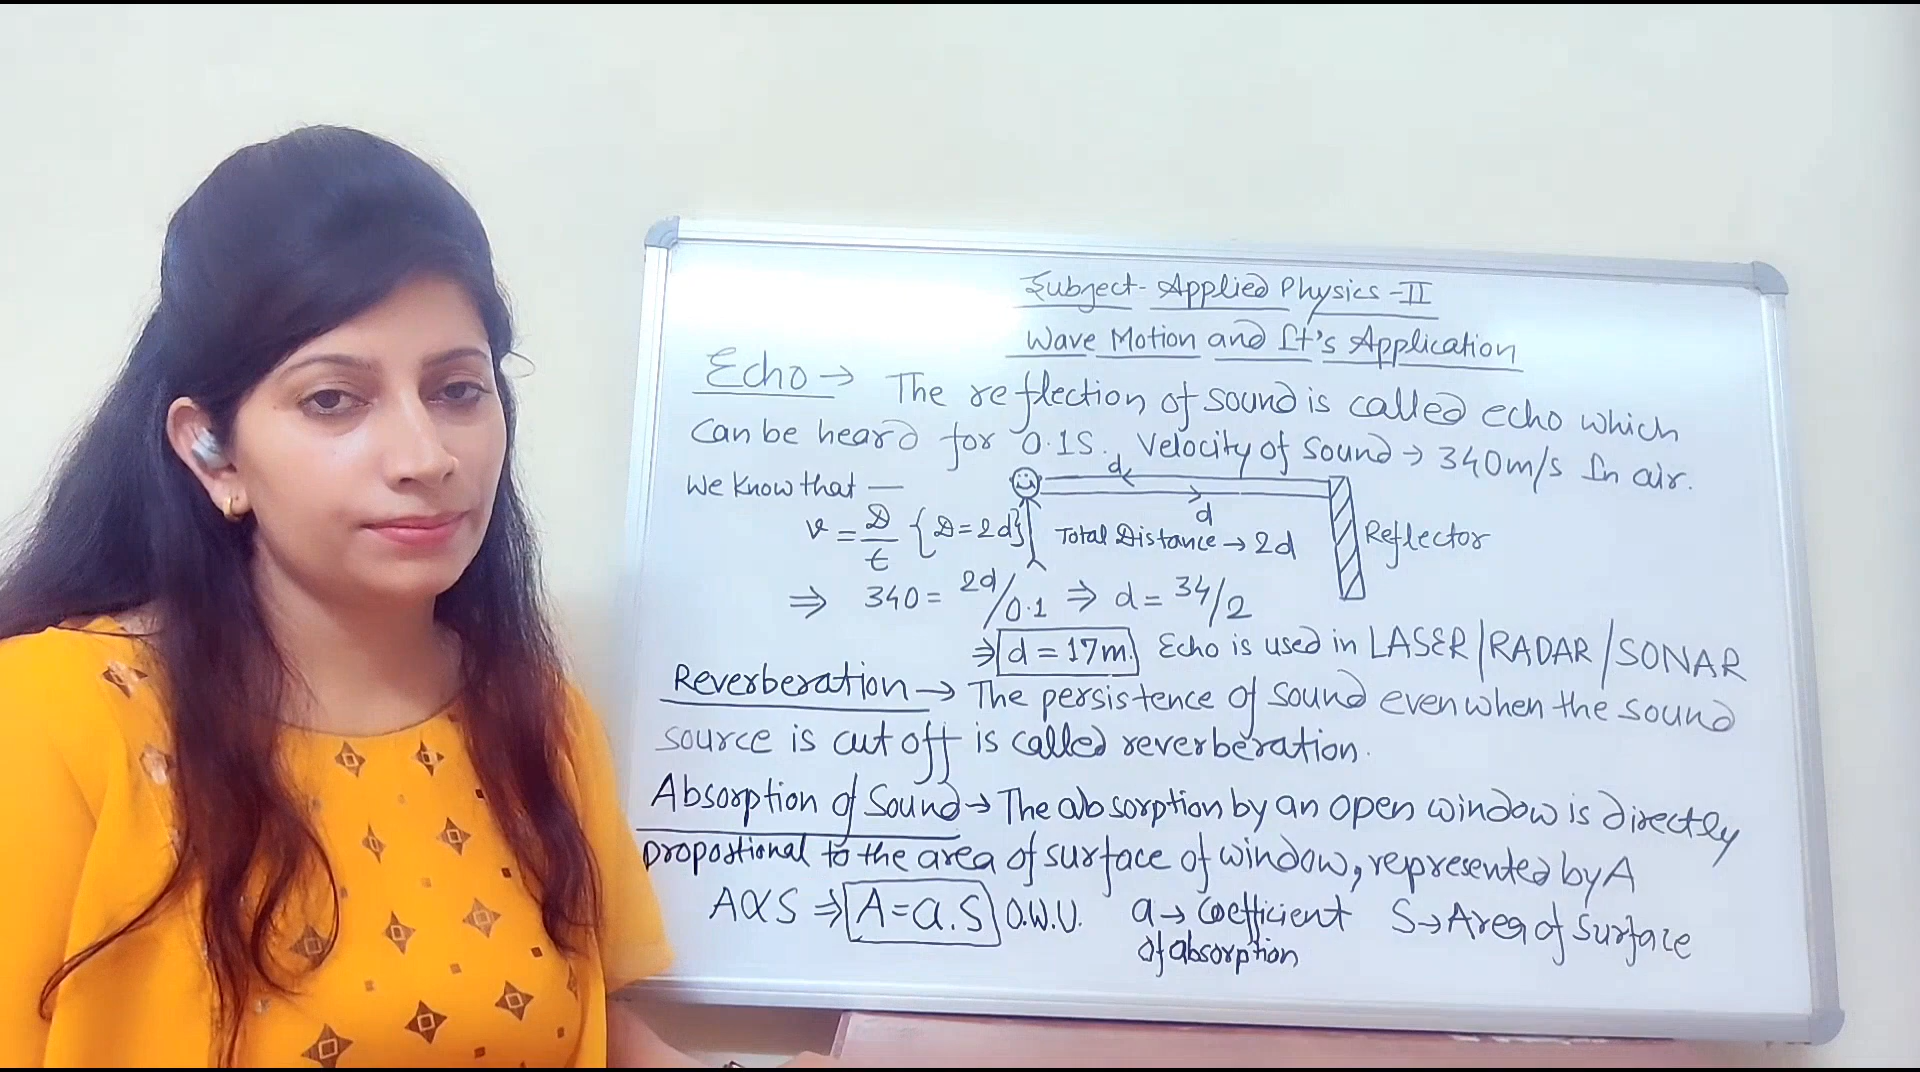 Subject - Applied Physics - II
Wave Motion and It's Application
Echo → The reflection of sound is called echo which
can be heard for 0.1S. Velocity of sound → 340m/s In air.
We know that —
d
d
v = D/t {D=2d} Total Distance → 2d Reflector
⇒ 340 = 2d/0.1 ⇒ d = 34/2
⇒ d = 17m. Echo is used in LASER/RADAR/SONAR
Reverberation → The persistence of sound even when the sound
source is cut off is called reverberation.
Absorption of Sound → The absorption by an open window is directly
proportional to the area of surface of window, represented by A
A ∝ S ⇒ A = a.S O.W.U. a → Coefficient S → Area of surface
of absorption